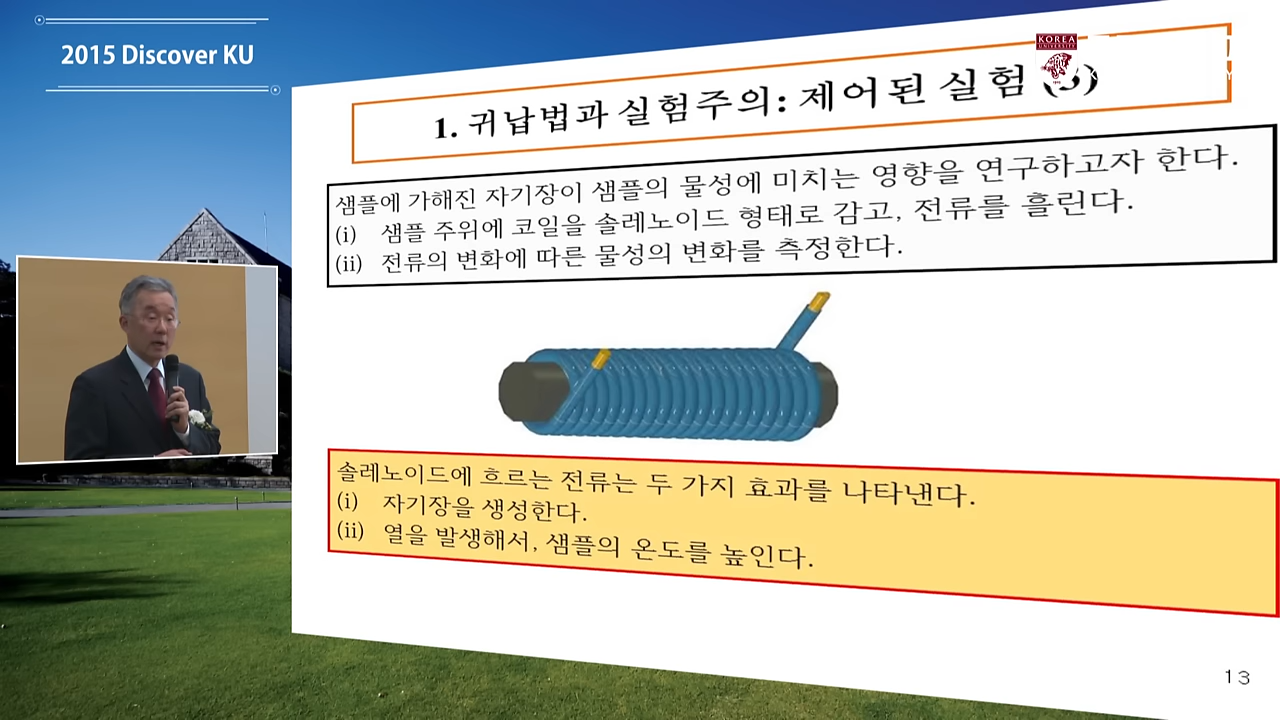 2015 Discover KU
KOREA
UNIVERSITY
1. 귀납법과 실험주의: 제어된 실험 (3)
샘플에 가해진 자기장이 샘플의 물성에 미치는 영향을 연구하고자 한다.
(i) 샘플 주위에 코일을 솔레노이드 형태로 감고, 전류를 흘린다.
(ii) 전류의 변화에 따른 물성의 변화를 측정한다.
솔레노이드에 흐르는 전류는 두 가지 효과를 나타낸다.
(i) 자기장을 생성한다.
(ii) 열을 발생해서, 샘플의 온도를 높인다.
13